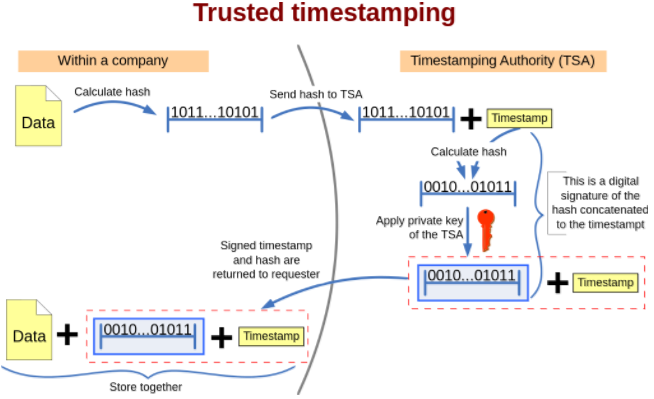 Trusted timestamping
Within a company
Timestamping Authority (TSA)
Data
Calculate hash
1011...10101
Send hash to TSA
1011...10101
Timestamp
Calculate hash
0010...01011
This is a digital
signature of the
hash concatenated
to the timestampt
Apply private key
of the TSA
Signed timestamp
and hash are
returned to requester
0010...01011
Timestamp
Data
0010...01011
Timestamp
Store together